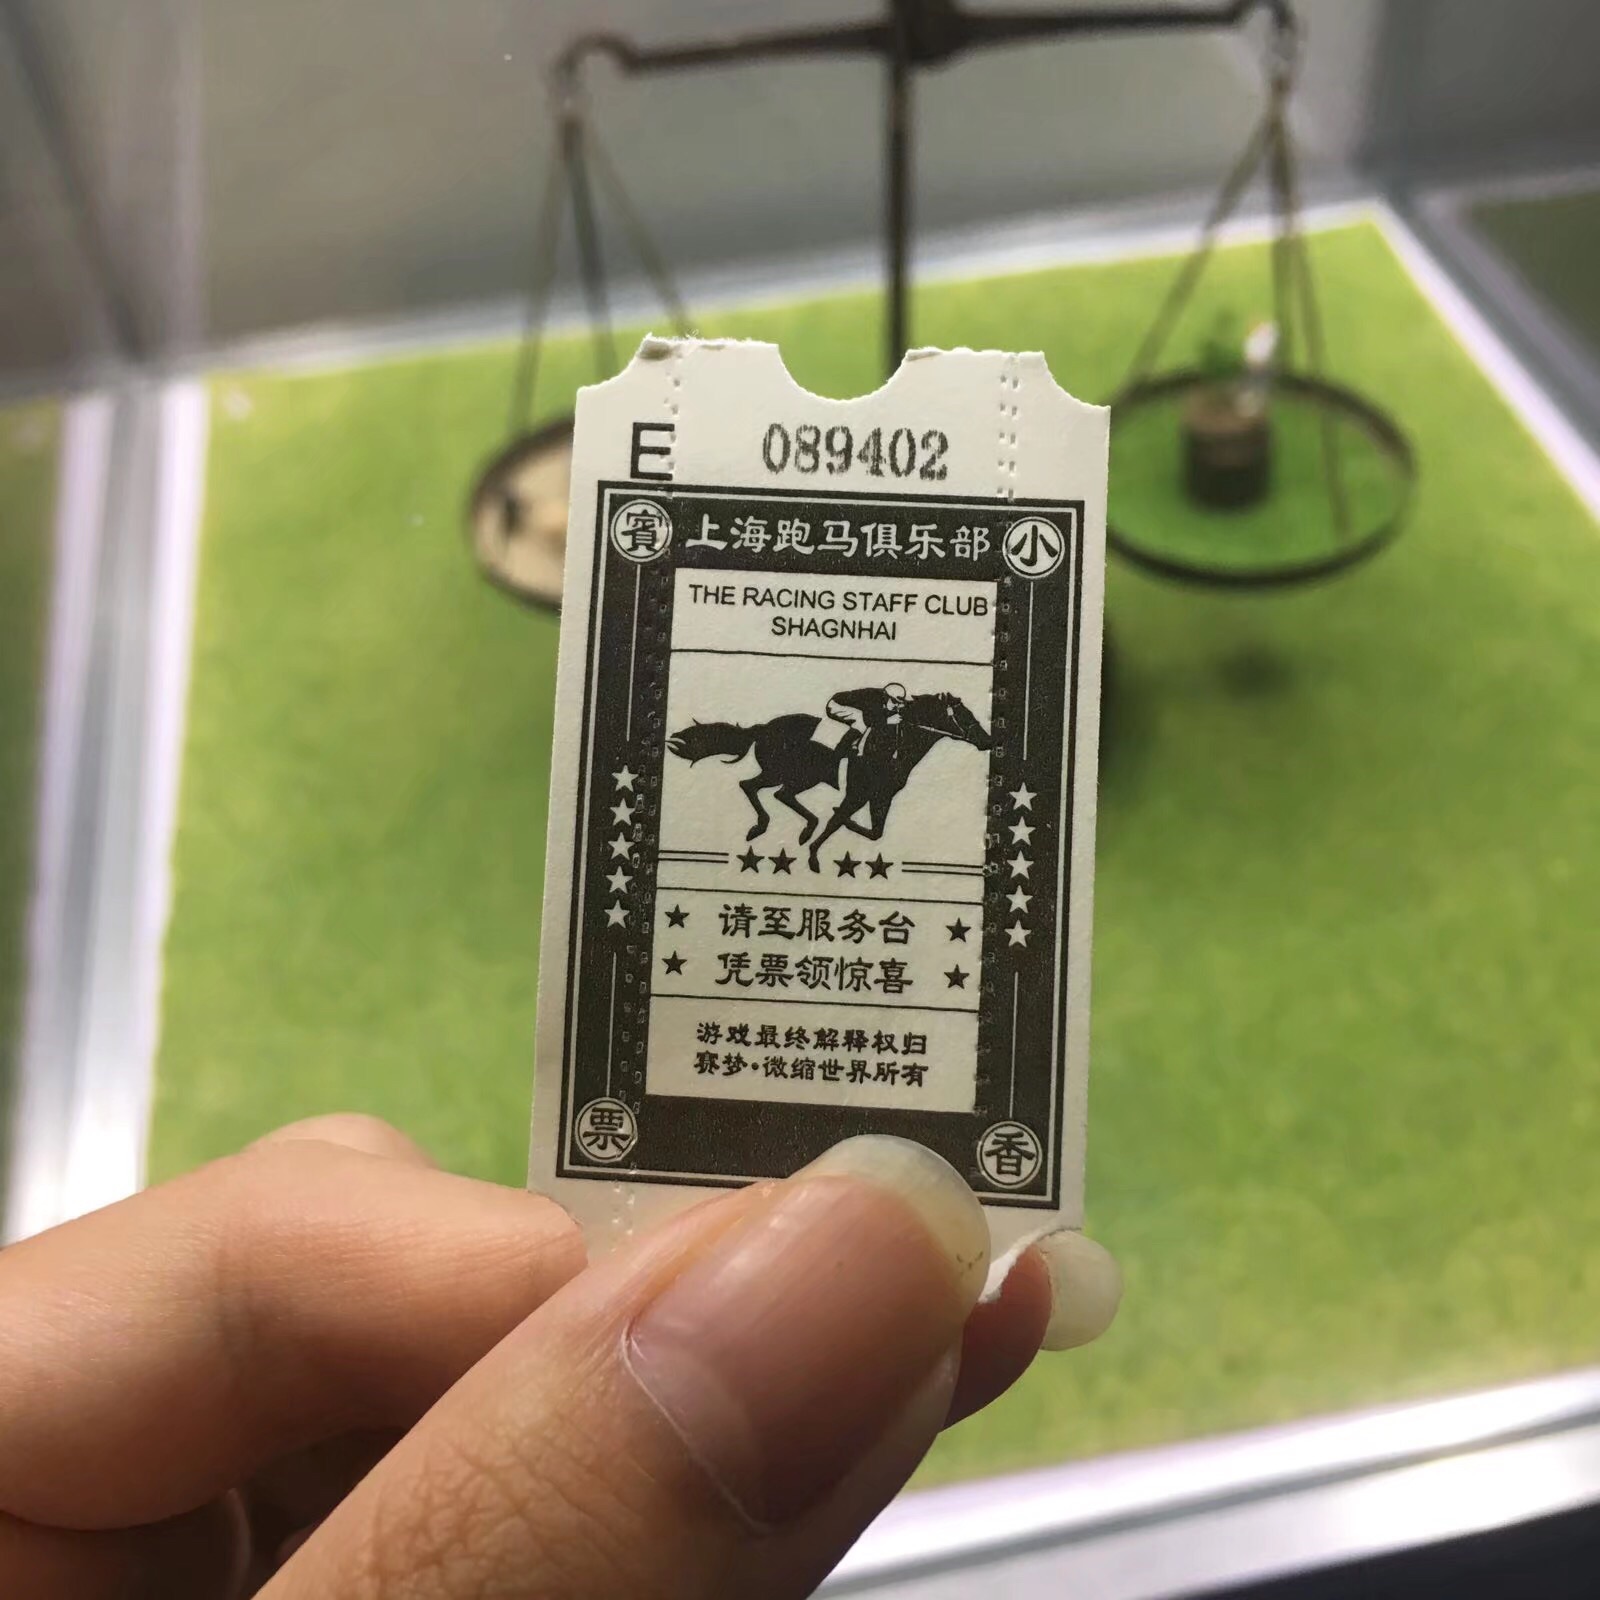 E 089402
賓 上海跑马俱乐部 小
THE RACING STAFF CLUB
SHAGNHAI
请至服务台
凭票领惊喜
游戏最终解释权归
赛梦·微缩世界所有
票 香